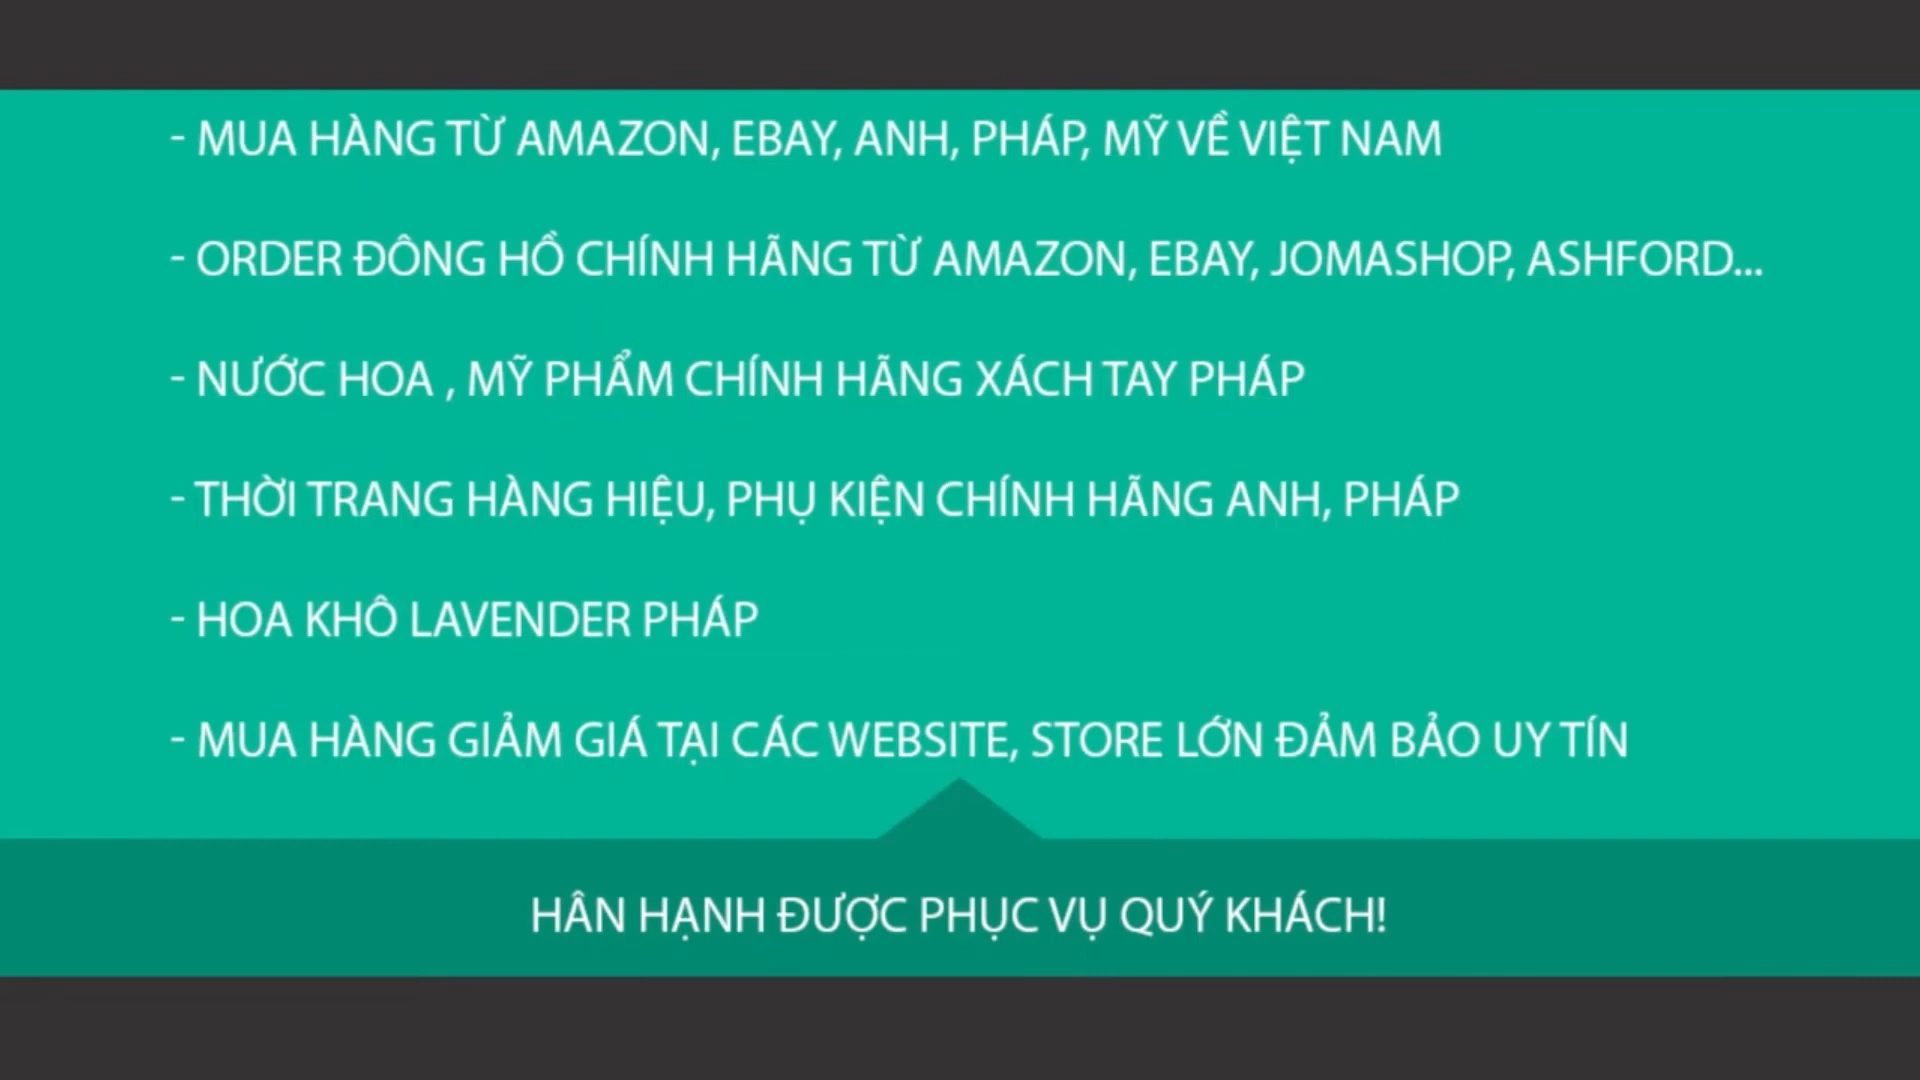 - MUA HÀNG TỪ AMAZON, EBAY, ANH, PHÁP, MỸ VỀ VIỆT NAM
- ORDER ĐÔNG HỒ CHÍNH HÃNG TỪ AMAZON, EBAY, JOMASHOP, ASHFORD...
- NƯỚC HOA , MỸ PHẨM CHÍNH HÃNG XÁCH TAY PHÁP
- THỜI TRANG HÀNG HIỆU, PHỤ KIỆN CHÍNH HÃNG ANH, PHÁP
- HOA KHÔ LAVENDER PHÁP
- MUA HÀNG GIẢM GIÁ TẠI CÁC WEBSITE, STORE LỚN ĐẢM BẢO UY TÍN
HÂN HẠNH ĐƯỢC PHỤC VỤ QUÝ KHÁCH!